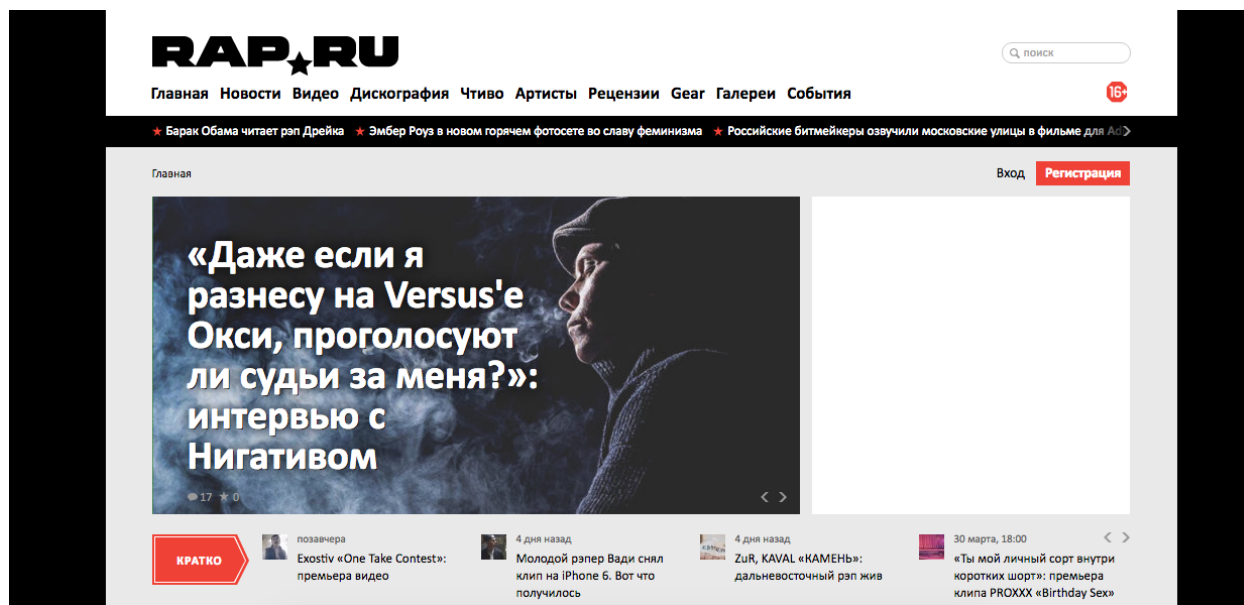 RAP★RU
поиск
Главная Новости Видео Дискография Чтиво Артисты Рецензии Gear Галереи События
16+
★ Барак Обама читает рэп Дрейка ★ Эмбер Роуз в новом горячем фотосете во славу феминизма ★ Российские битмейкеры озвучили московские улицы в фильме для Ad
Главная
Вход Регистрация
«Даже если я
разнесу на Versus'е
Окси, проголосуют
ли судьи за меня?»:
интервью с
Нигативом
17 ★ 0
КРАТКО
позавчера
Exostiv «One Take Contest»:
премьера видео
4 дня назад
Молодой рэпер Вади снял
клип на iPhone 6. Вот что
получилось
4 дня назад
ZuR, KAVAL «КАМЕНЬ»:
дальневосточный рэп жив
30 марта, 18:00
«Ты мой личный сорт внутри
коротких шорт»: премьера
клипа PROXXX «Birthday Sex»